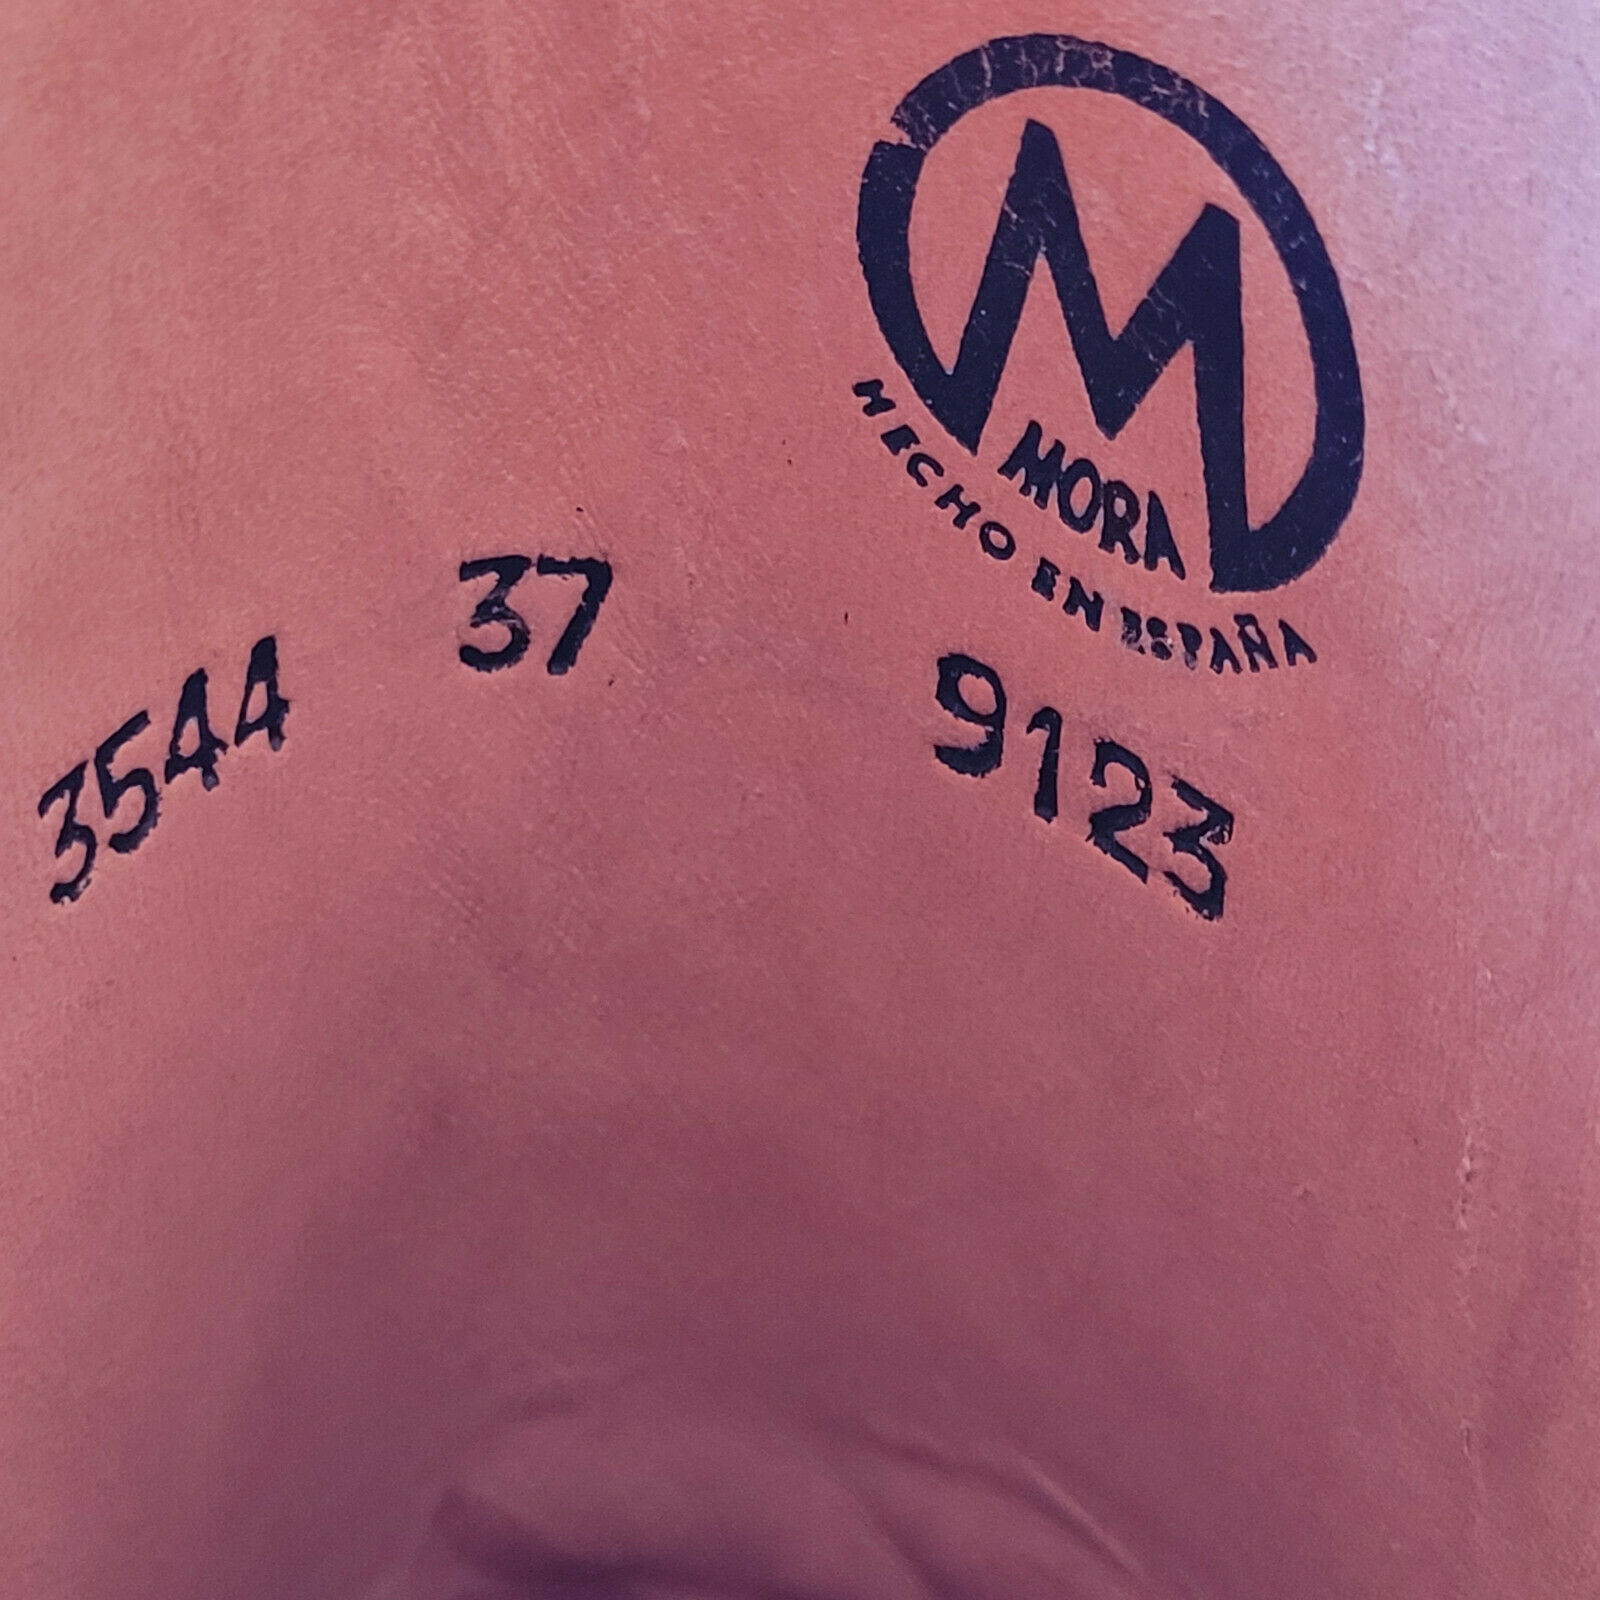 M
MORA
HECHO EN ESPAÑA
3544 37 9123